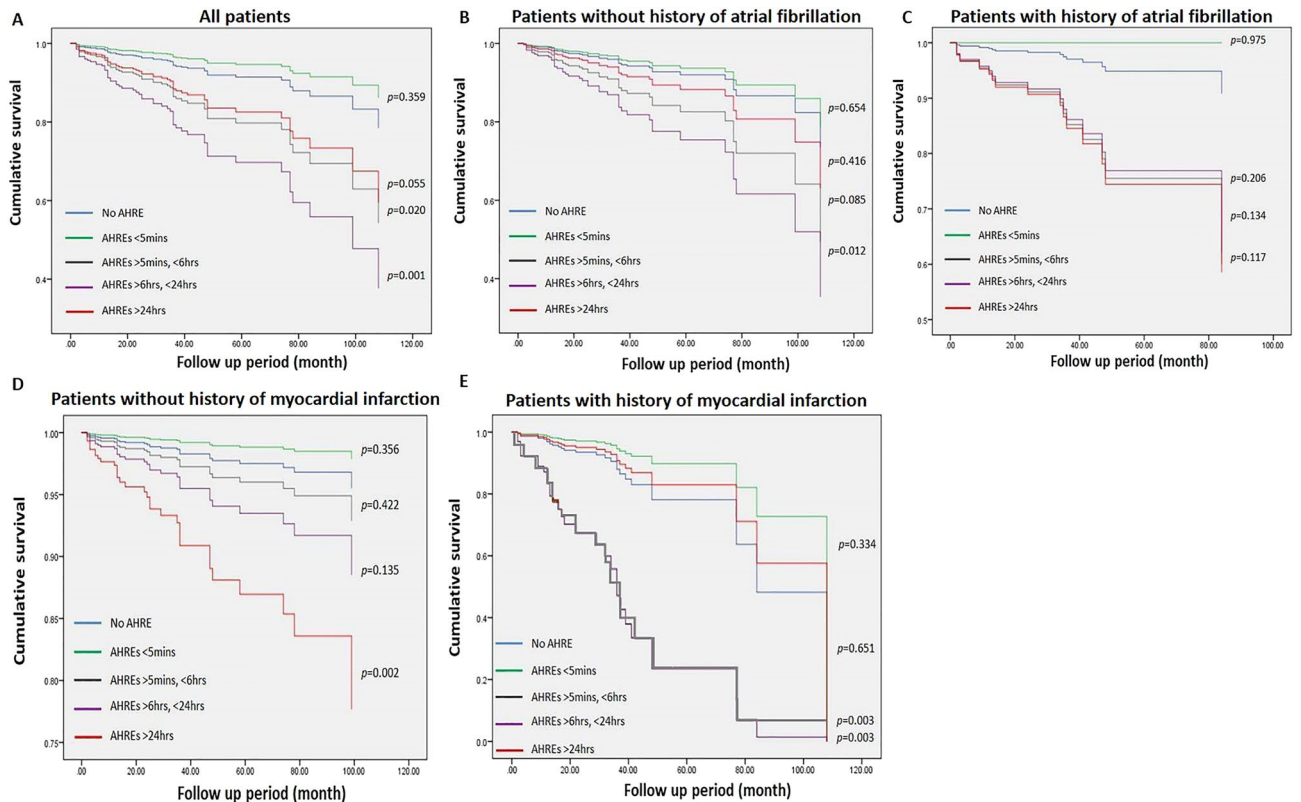 A
All patients
Cumulative survival
1.0
0.8
0.6
0.4
p=0.359
p=0.055
p=0.020
p=0.001
No AHRE
AHREs <5mins
AHREs >5mins, <6hrs
AHREs >6hrs, <24hrs
AHREs >24hrs
.00 20.00 40.00 60.00 80.00 100.00 120.00
Follow up period (month)
B
Patients without history of atrial fibrillation
Cumulative survival
1.0
0.8
0.6
0.4
p=0.654
p=0.416
p=0.085
p=0.012
No AHRE
AHREs <5mins
AHREs >5mins, <6hrs
AHREs >6hrs, <24hrs
AHREs >24hrs
.00 20.00 40.00 60.00 80.00 100.00 120.00
Follow up period (month)
C
Patients with history of atrial fibrillation
Cumulative survival
1.0
0.9
0.8
0.7
0.6
0.5
p=0.975
p=0.206
p=0.134
p=0.117
No AHRE
AHREs <5mins
AHREs >5mins, <6hrs
AHREs >6hrs, <24hrs
AHREs >24hrs
.00 20.00 40.00 60.00 80.00 100.00
Follow up period (month)
D
Patients without history of myocardial infarction
Cumulative survival
1.00
0.95
0.90
0.85
0.80
0.75
p=0.356
p=0.422
p=0.135
p=0.002
No AHRE
AHREs <5mins
AHREs >5mins, <6hrs
AHREs >6hrs, <24hrs
AHREs >24hrs
.00 20.00 40.00 60.00 80.00 100.00 120.00
Follow up period (month)
E
Patients with history of myocardial infarction
Cumulative survival
1.0
0.8
0.6
0.4
0.2
0.0
p=0.334
p=0.651
p=0.003
p=0.003
No AHRE
AHREs <5mins
AHREs >5mins, <6hrs
AHREs >6hrs, <24hrs
AHREs >24hrs
.00 20.00 40.00 60.00 80.00 100.00 120.00
Follow up period (month)